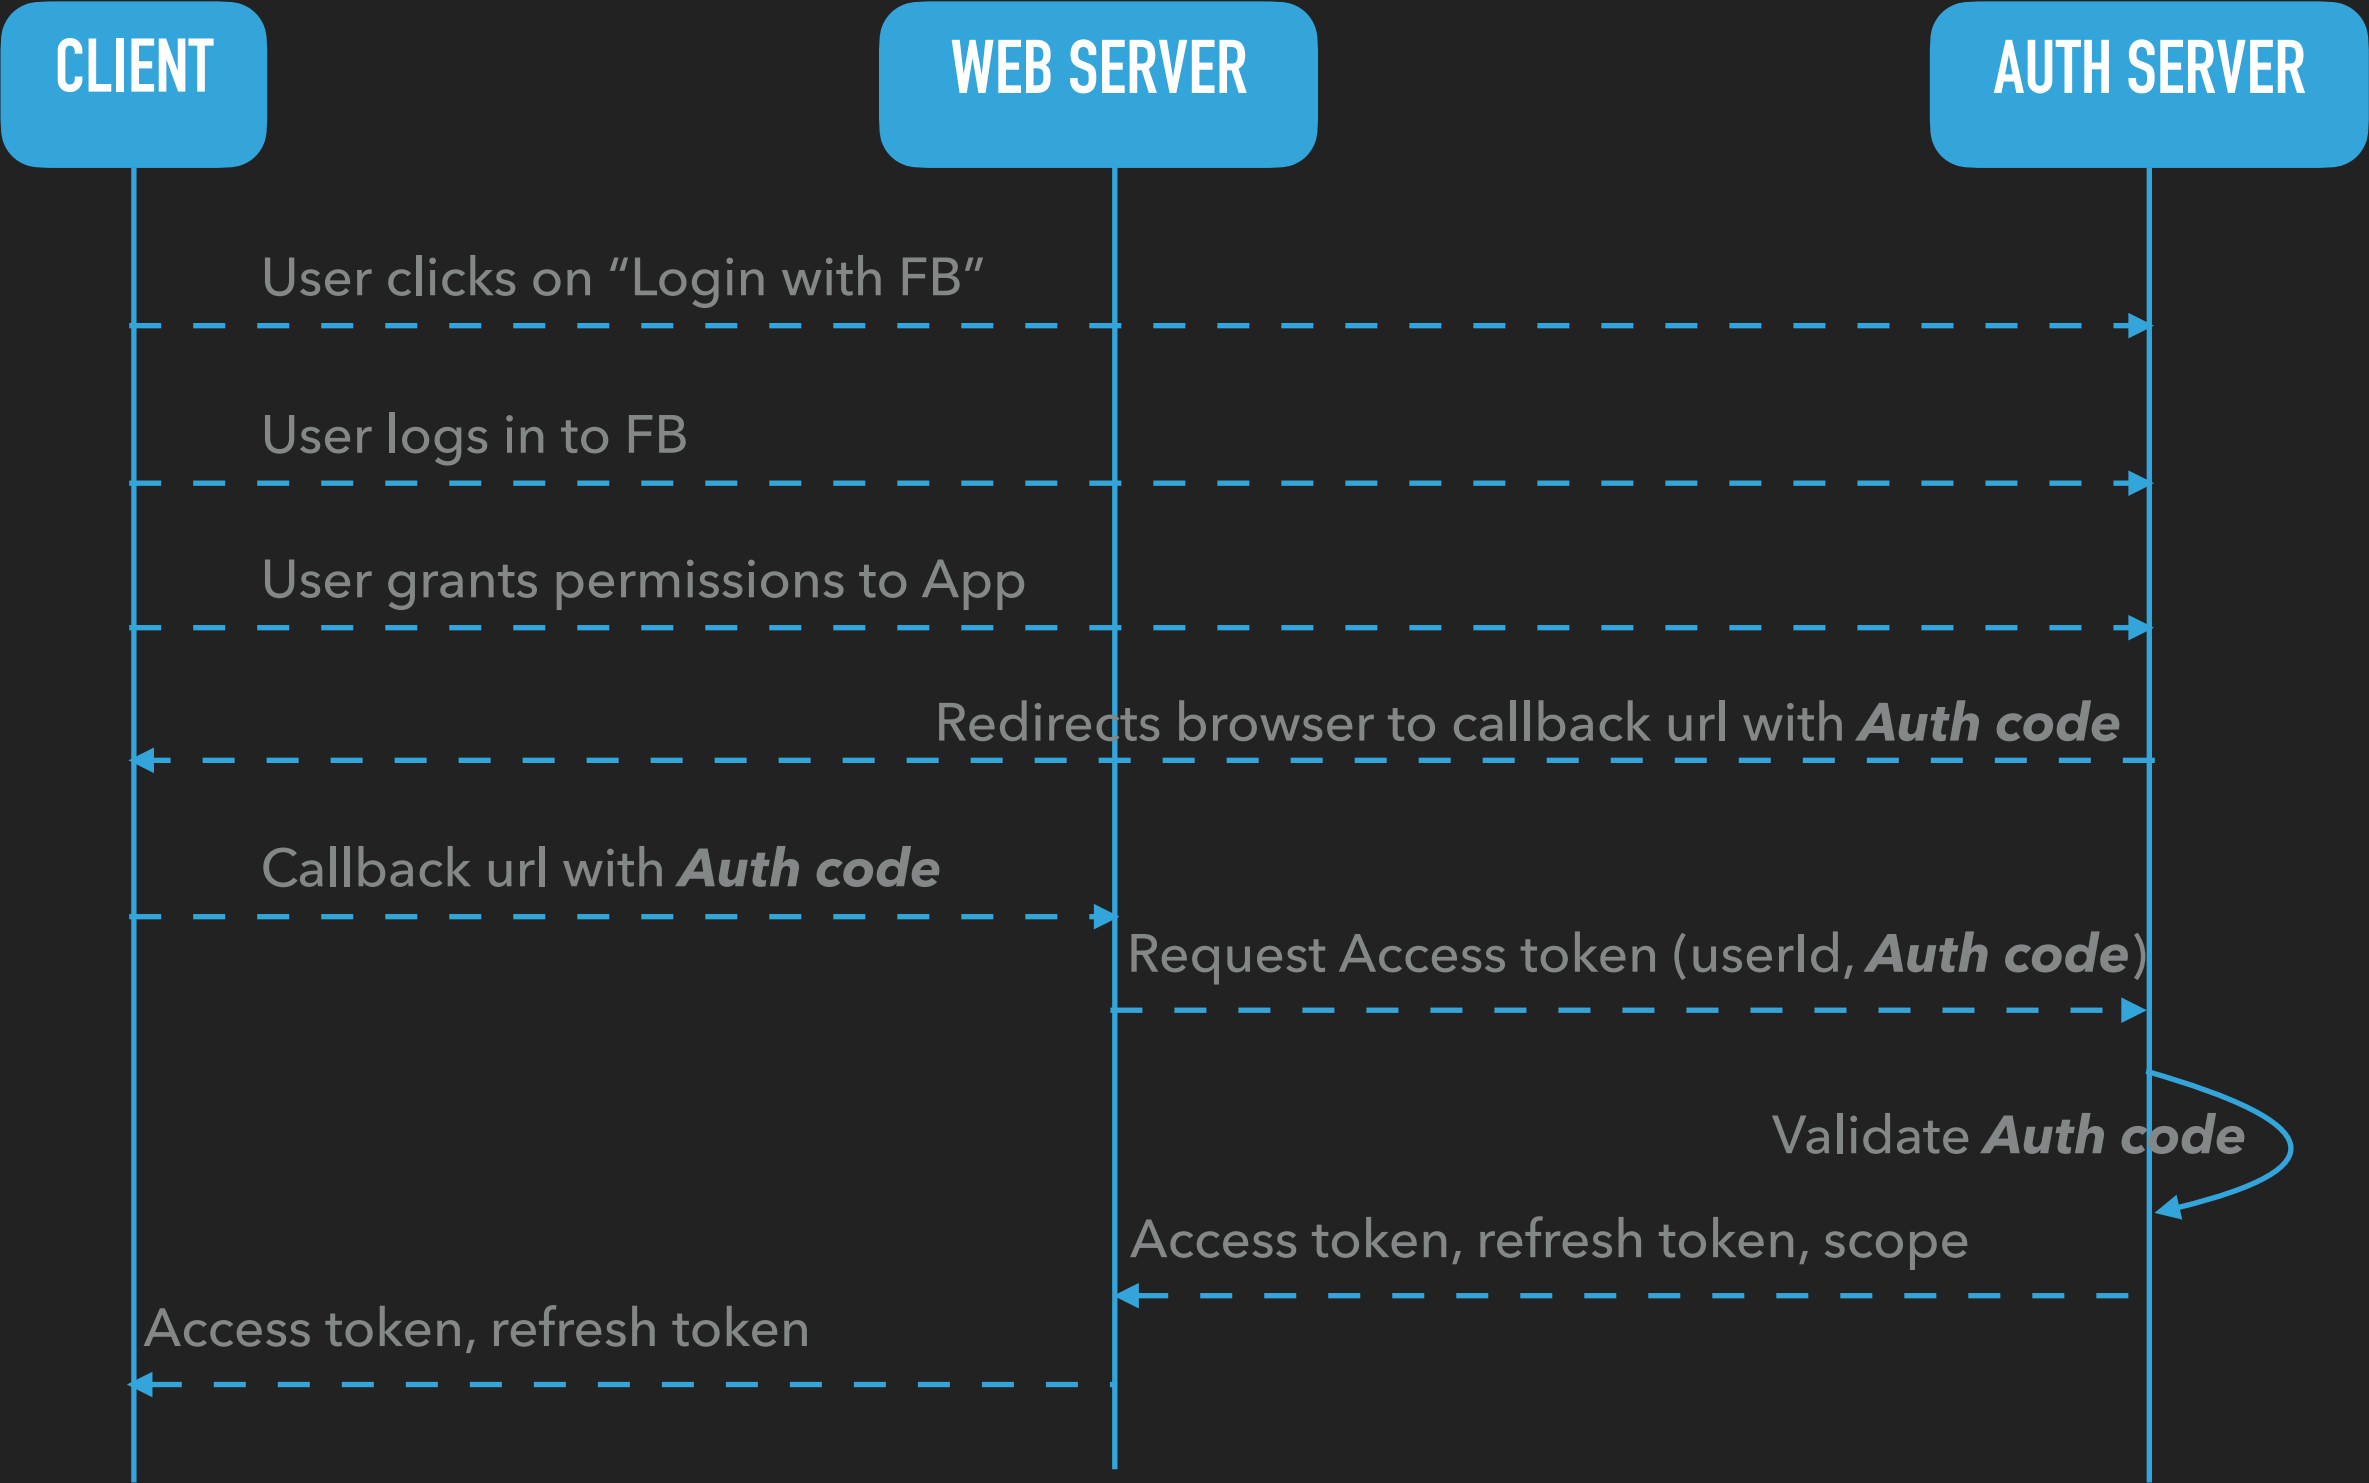 CLIENT
WEB SERVER
AUTH SERVER
User clicks on “Login with FB”
User logs in to FB
User grants permissions to App
Redirects browser to callback url with Auth code
Callback url with Auth code
Request Access token (userId, Auth code)
Validate Auth code
Access token, refresh token, scope
Access token, refresh token